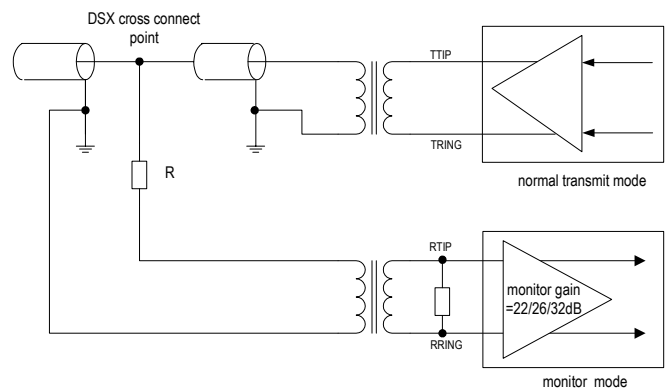 DSX cross connect
point
TTIP
TRING
normal transmit mode
R
RTIP
monitor gain
=22/26/32dB
RRING
monitor mode